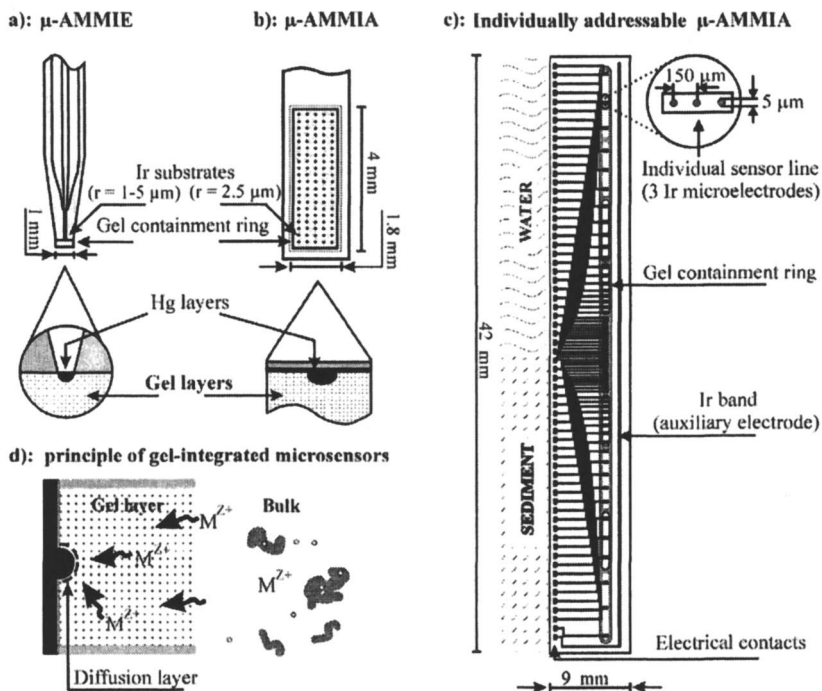 a): μ-AMMIE
b): μ-AMMIA
Ir substrates
(r = 1-5 μm) (r = 2.5 μm)
Gel containment ring
1 mm
4 mm
1.8 mm
Hg layers
Gel layers
c): Individually addressable μ-AMMIA
150 μm
5 μm
Individual sensor line
(3 Ir microelectrodes)
WATER
Gel containment ring
42 mm
Ir band
(auxiliary electrode)
SEDIMENT
Electrical contacts
9 mm
d): principle of gel-integrated microsensors
Gel layer
Bulk
M^Z+
M^Z+
M^Z+
M^Z+
Diffusion layer